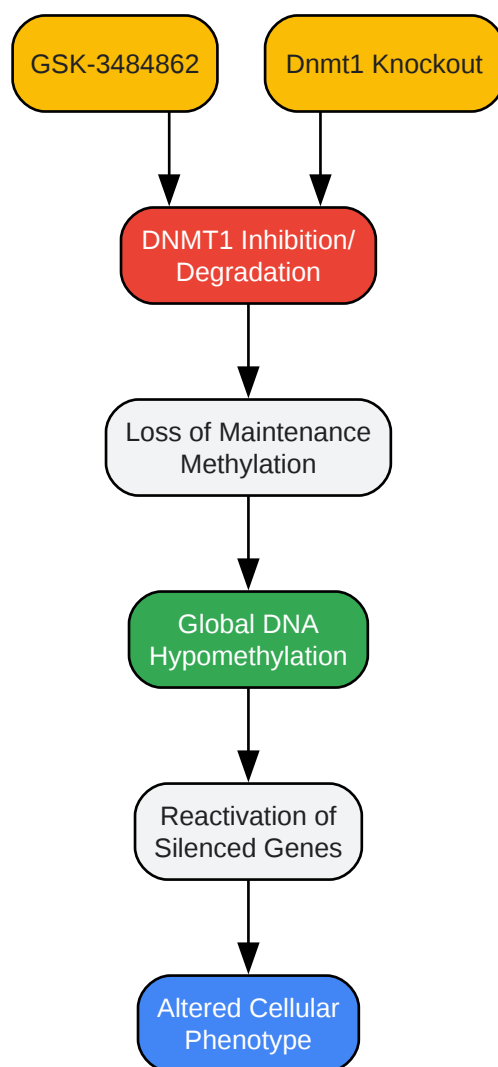 GSK-3484862
Dnmt1 Knockout
DNMT1 Inhibition/
Degradation
Loss of Maintenance
Methylation
Global DNA
Hypomethylation
Reactivation of
Silenced Genes
Altered Cellular
Phenotype